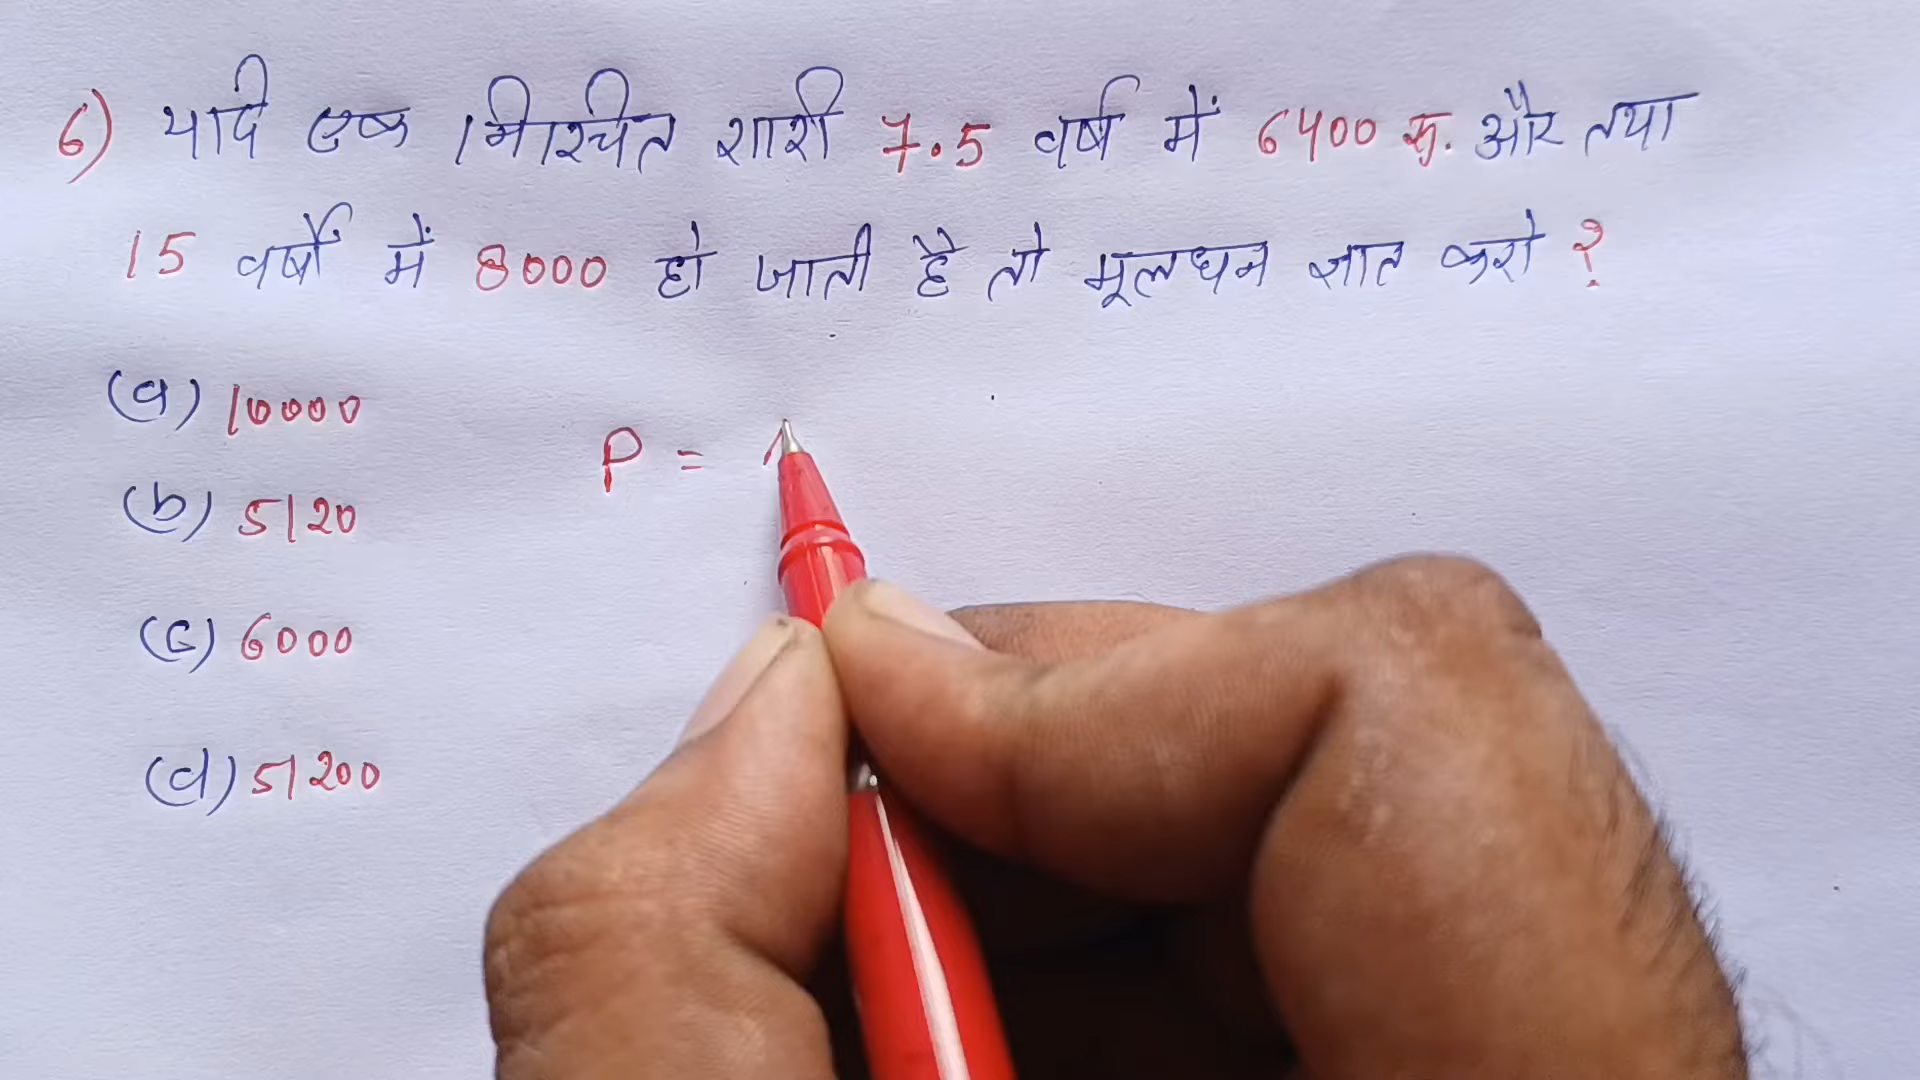 6) यदि एक निश्चित राशी 7.5 वर्ष में 6400 रु. और तथा
15 वर्षों में 8000 हो जाती है तो मूलधन ज्ञात करो ?
(a) 10000
(b) 5120
(c) 6000
(d) 51200
P =